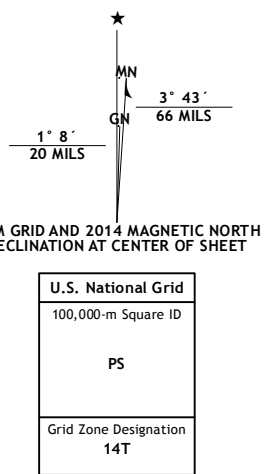 ★
MN
3° 43´
66 MILS
GN
1° 8´
20 MILS
M GRID AND 2014 MAGNETIC NORTH
ECLINATION AT CENTER OF SHEET
U.S. National Grid
100,000-m Square ID
PS
Grid Zone Designation
14T